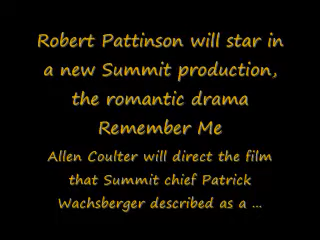 Robert Pattinson will star in
a new Summit production,
the romantic drama
Remember Me
Allen Coulter will direct the film
that Summit chief Patrick
Wachsberger described as a ...